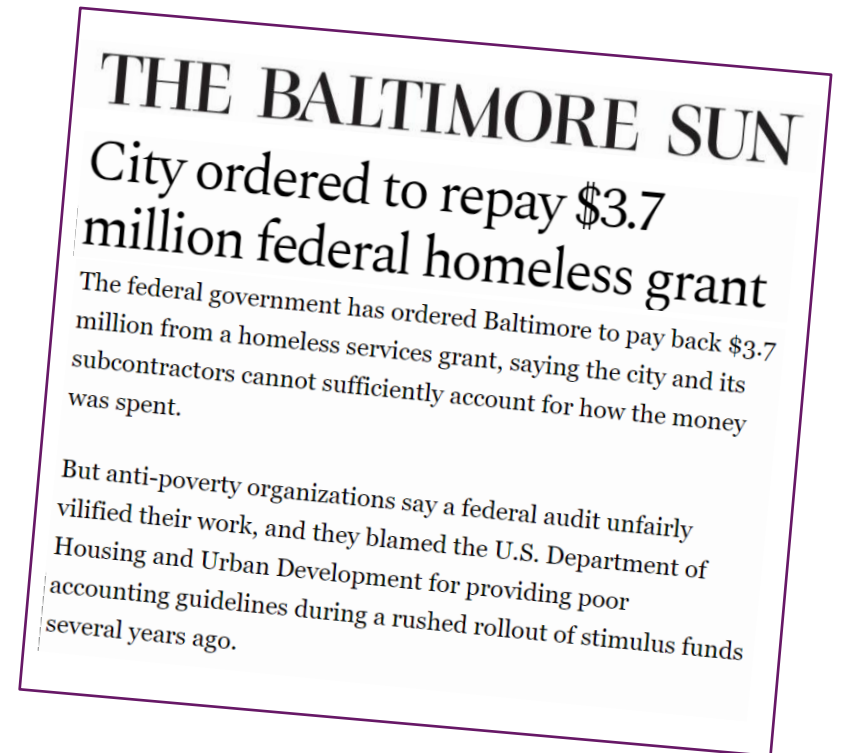 THE BALTIMORE SUN
City ordered to repay $3.7
million federal homeless grant
The federal government has ordered Baltimore to pay back $3.7
million from a homeless services grant, saying the city and its
subcontractors cannot sufficiently account for how the money
was spent.
But anti-poverty organizations say a federal audit unfairly
vilified their work, and they blamed the U.S. Department of
Housing and Urban Development for providing poor
accounting guidelines during a rushed rollout of stimulus funds
several years ago.